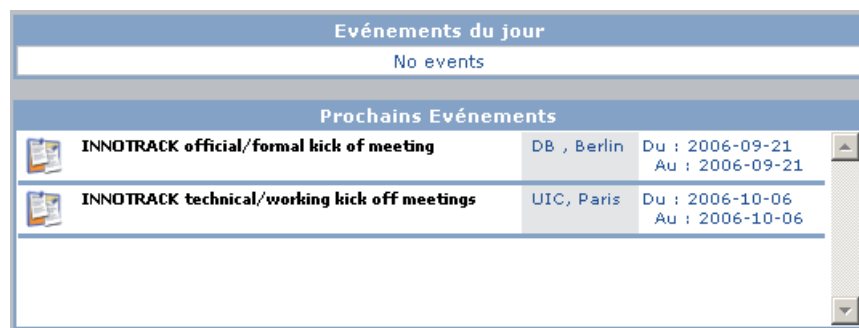 Evénements du jour
No events
Prochains Evénements
INNOTRACK official/formal kick of meeting DB , Berlin Du : 2006-09-21
Au : 2006-09-21
INNOTRACK technical/working kick off meetings UIC, Paris Du : 2006-10-06
Au : 2006-10-06